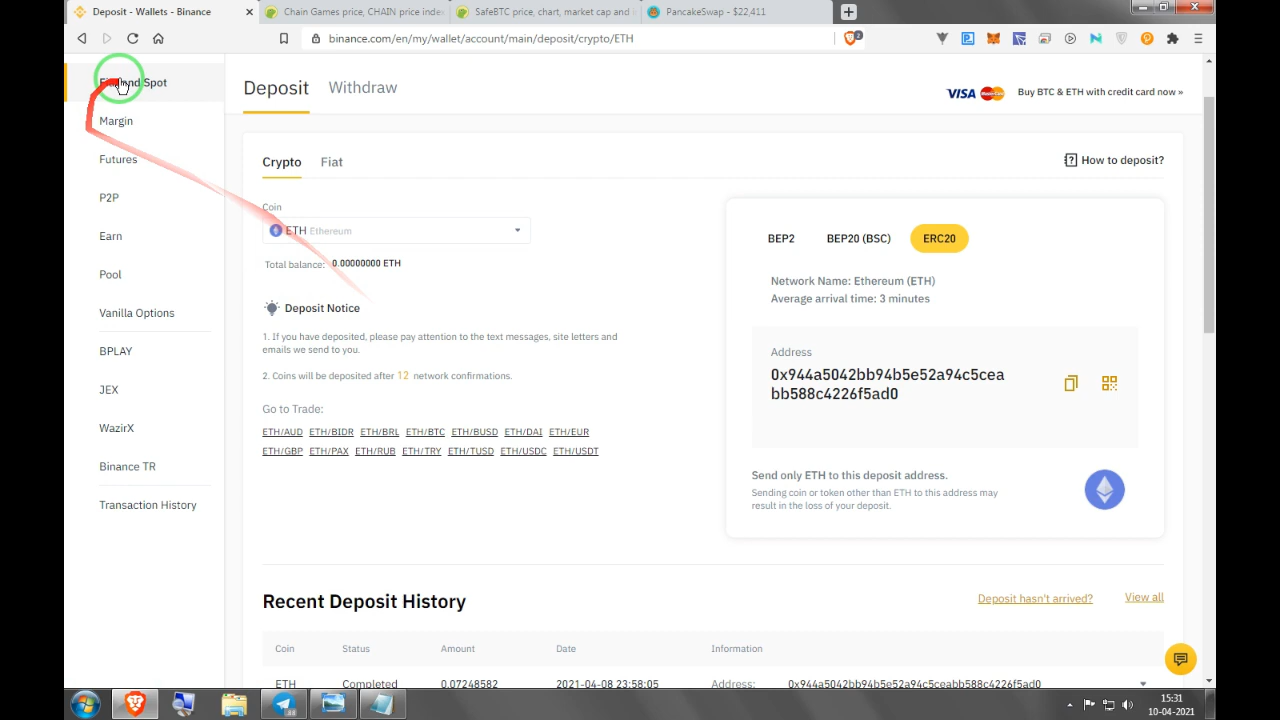 Deposit - Wallets - Binance
Chain Games price, CHAIN price index
SafeBTC price, chart, market cap and i
PancakeSwap - $22,411
binance.com/en/my/wallet/account/main/deposit/crypto/ETH
2
Fiat and Spot
Margin
Futures
P2P
Earn
Pool
Vanilla Options
BPLAY
JEX
WazirX
Binance TR
Transaction History
Deposit Withdraw
VISA Buy BTC & ETH with credit card now »
Crypto Fiat
How to deposit?
Coin
ETH Ethereum
Total balance: 0.00000000 ETH
Deposit Notice
1. If you have deposited, please pay attention to the text messages, site letters and
emails we send to you.
2. Coins will be deposited after 12 network confirmations.
Go to Trade:
ETH/AUD ETH/BIDR ETH/BRL ETH/BTC ETH/BUSD ETH/DAI ETH/EUR
ETH/GBP ETH/PAX ETH/RUB ETH/TRY ETH/TUSD ETH/USDC ETH/USDT
BEP2 BEP20 (BSC) ERC20
Network Name: Ethereum (ETH)
Average arrival time: 3 minutes
Address
0x944a5042bb94b5e52a94c5cea
bb588c4226f5ad0
Send only ETH to this deposit address.
Sending coin or token other than ETH to this address may
result in the loss of your deposit.
Recent Deposit History
Deposit hasn't arrived? View all
Coin Status Amount Date Information
ETH Completed 0.07248982 2021-04-08 23:58:05 Address: 0x944a5042bb94b5e52a94c5ceabb588c4226f5ad0
15:31
10-04-2021